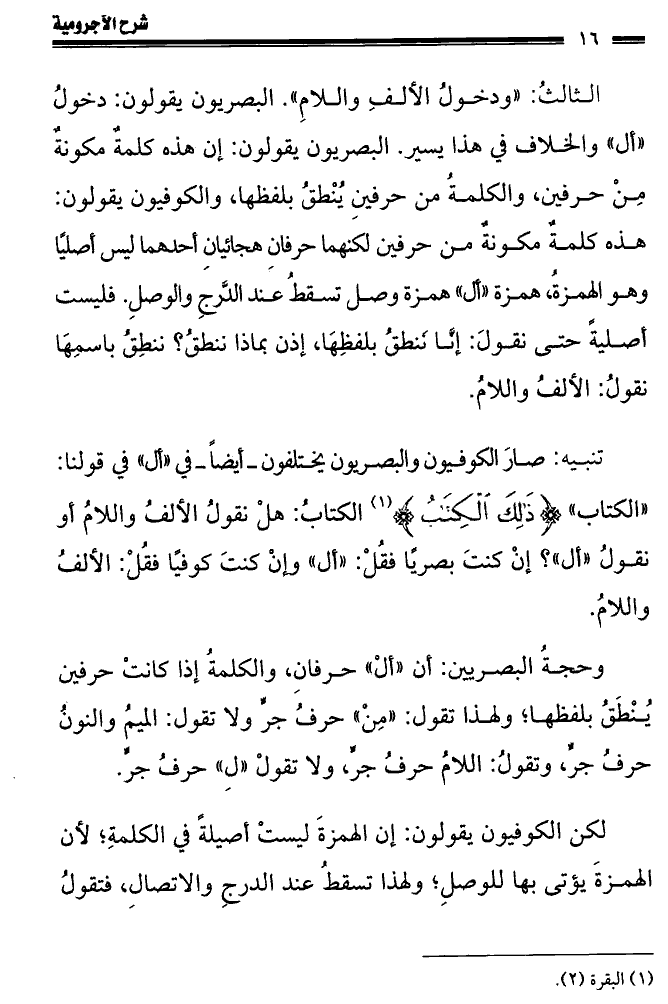 شرح الآجرومية
١٦
الثالثُ: «ودخولُ الألفِ واللامِ». البصريون يقولون: دخولُ
«أل» والخلاف في هذا يسير. البصريون يقولون: إن هذه كلمةٌ مكونةٌ
مِنْ حرفين، والكلمةُ من حرفينِ يُنْطقُ بلفظها، والكوفيون يقولون:
هذه كلمةٌ مكونةٌ من حرفين لكنهما حرفانِ هجائيانِ أحدهما ليس أصليًا
وهو الهمزةُ، همزة «أل» همزة وصل تسقطُ عند الدَّرجِ والوصلِ. فليست
أصليةً حتى نقولَ: إنَّا نَنطقُ بلفظِهَا، إذن بماذا ننطقُ؟ ننطِقُ باسمِهَا
نقولُ: الألفُ واللامُ.
تنبيه: صارَ الكوفيون والبصريون يختلفون ـ أيضاً ـ في «أل» في قولنا:
«الكتاب» ﴿ ذَٰلِكَ ٱلْكِتَٰبُ ﴾(١) الكتابُ: هلْ نقولُ الألفُ واللامُ أو
نقولُ «أل»؟ إنْ كنتَ بصريًا فقُلْ: «أل» وإنْ كنتَ كوفيًا فقُلْ: الألفُ
واللامُ.
وحجةُ البصريين: أن «ألْ» حرفانِ، والكلمةُ إذا كانتْ حرفين
يُنْطَقُ بلفظها؛ ولهذا تقول: «مِنْ» حرفُ جرٍّ ولا تقول: الميمُ والنونُ
حرفُ جرٍّ، وتقولُ: اللامُ حرفُ جرٍّ، ولا تقولْ «لِ» حرفُ جرٍّ.
لكن الكوفيون يقولون: إن الهمزةَ ليستْ أصيلةً في الكلمةِ؛ لأن
الهمزةَ يؤتى بها للوصلِ؛ ولهذا تسقطُ عند الدرجِ والاتصالِ، فتقولُ
(١) البقرة (٢).